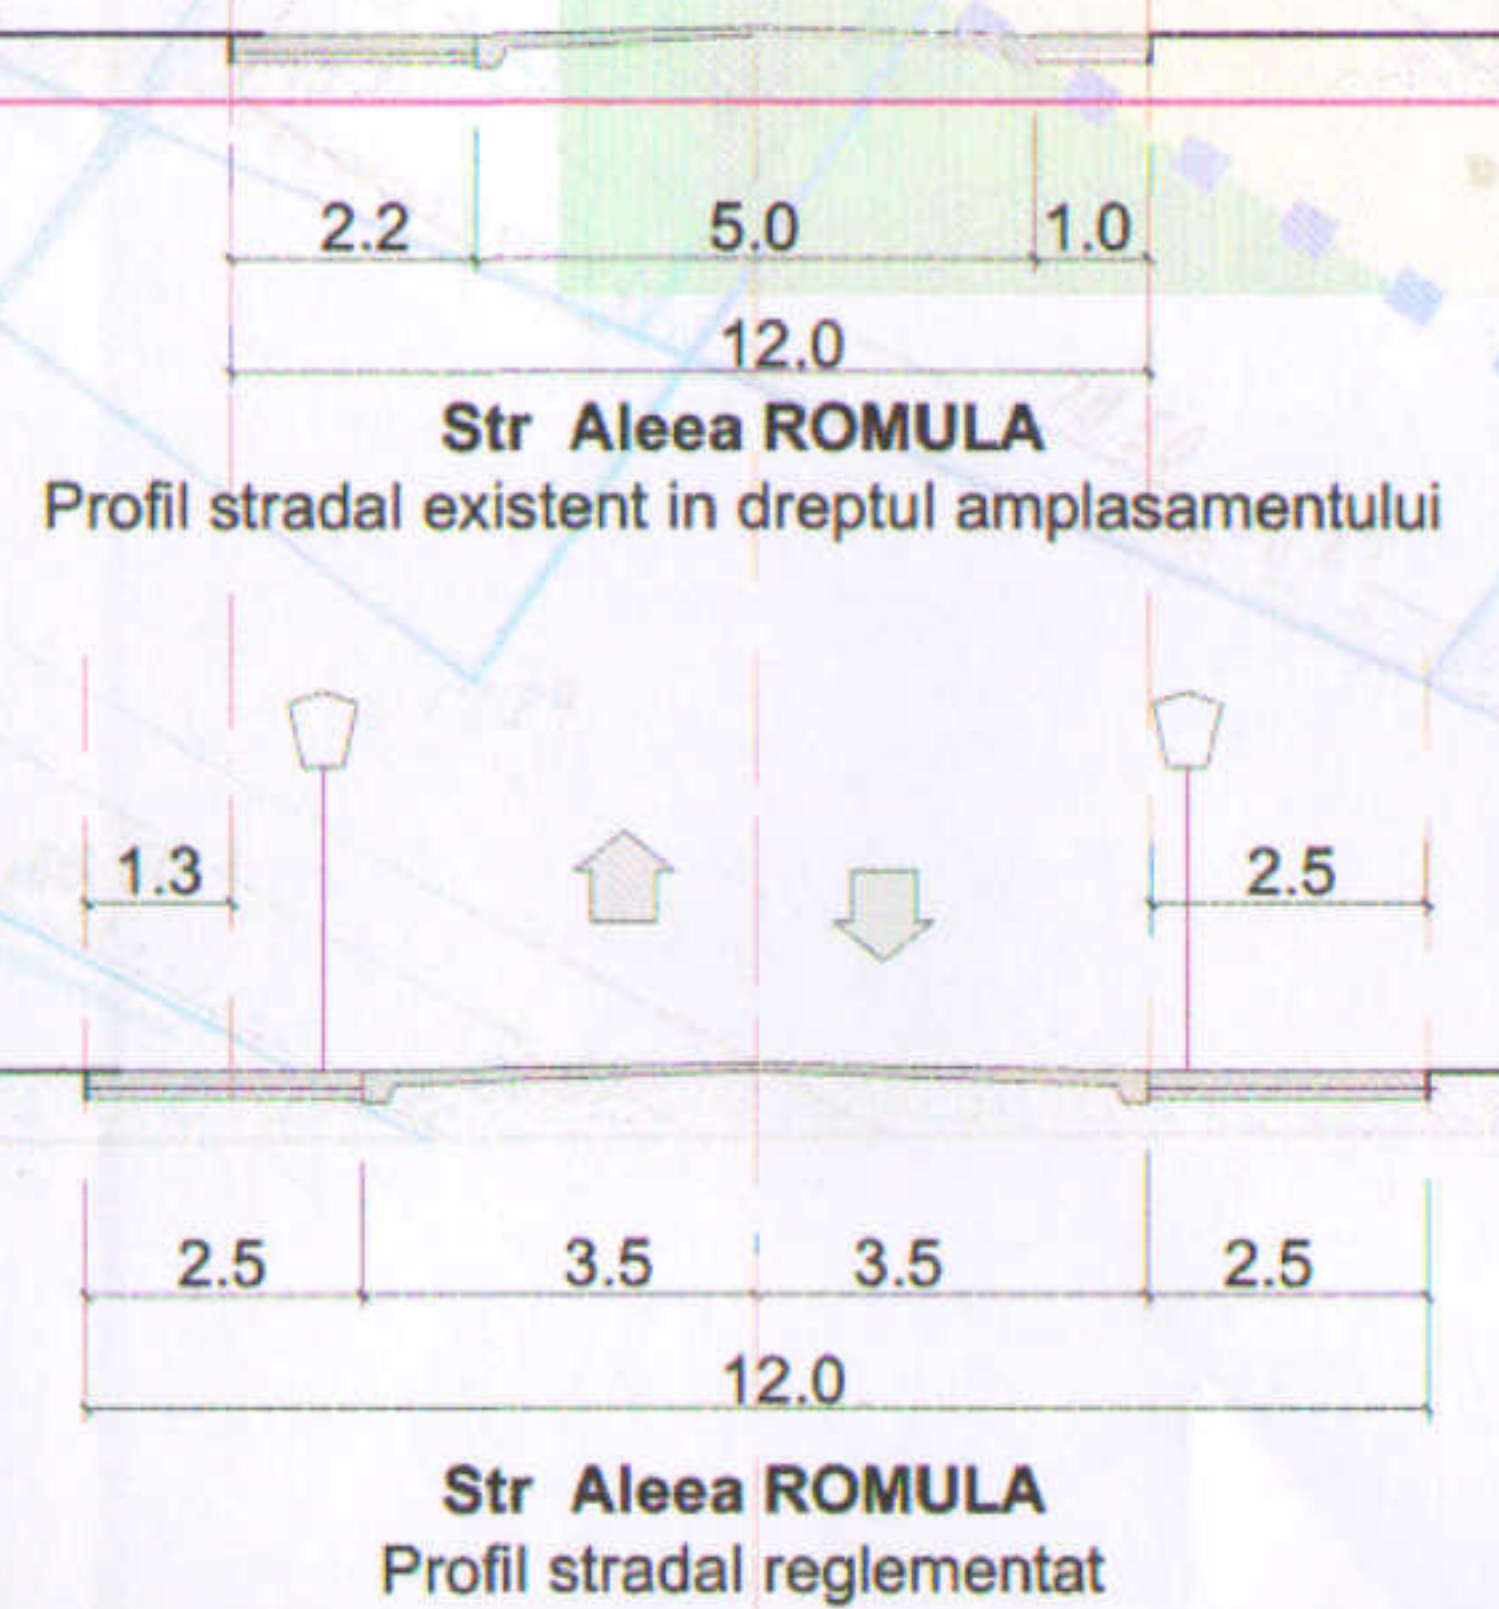 2.2 5.0 1.0
12.0
Str Aleea ROMULA
Profil stradal existent in dreptul amplasamentului
1.3 2.5
2.5 3.5 3.5 2.5
12.0
Str Aleea ROMULA
Profil stradal reglementat